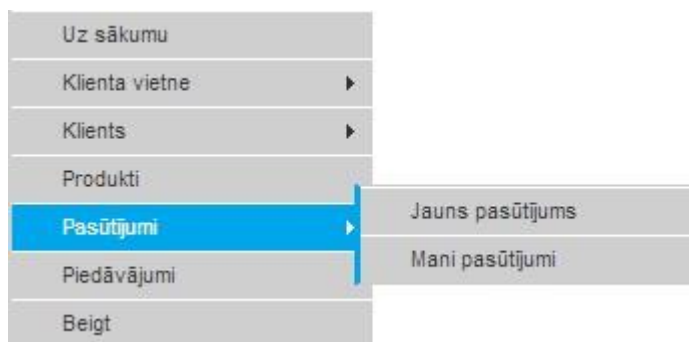 Uz sākumu
Klienta vietne
Klients
Produkti
Pasūtījumi
Jauns pasūtījums
Mani pasūtījumi
Piedāvājumi
Beigt